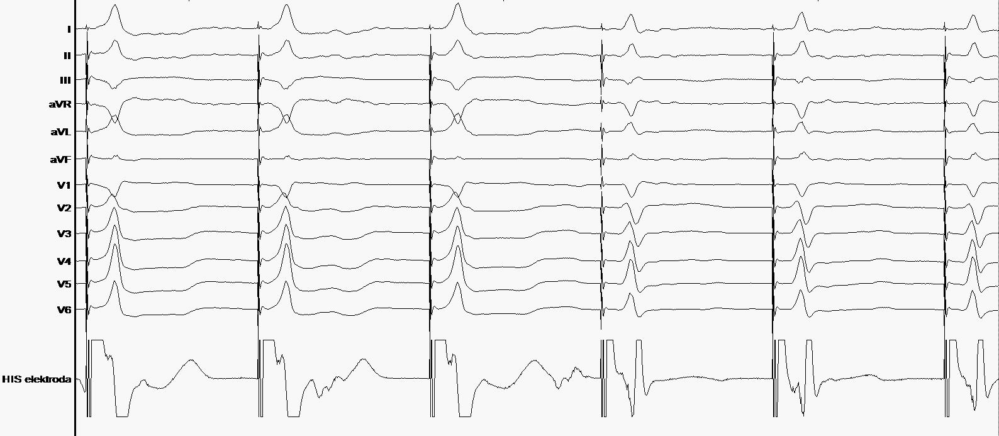 I
II
III
aVR
aVL
aVF
V1
V2
V3
V4
V5
V6
HIS elektroda